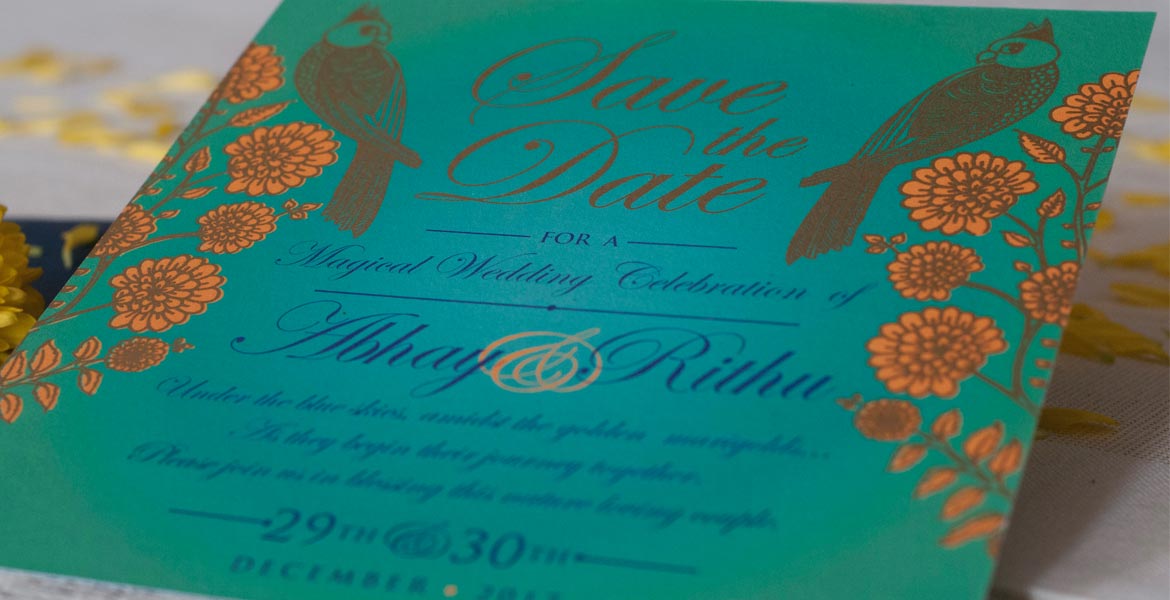 Save
the
Date
FOR A
Magical Wedding Celebration of
Abhay & Rithu
Under the blue skies, amidst the golden marigolds...
As they begin their journey together,
Please join us in blessing this nature loving couple.
29TH & 30TH
DECEMBER